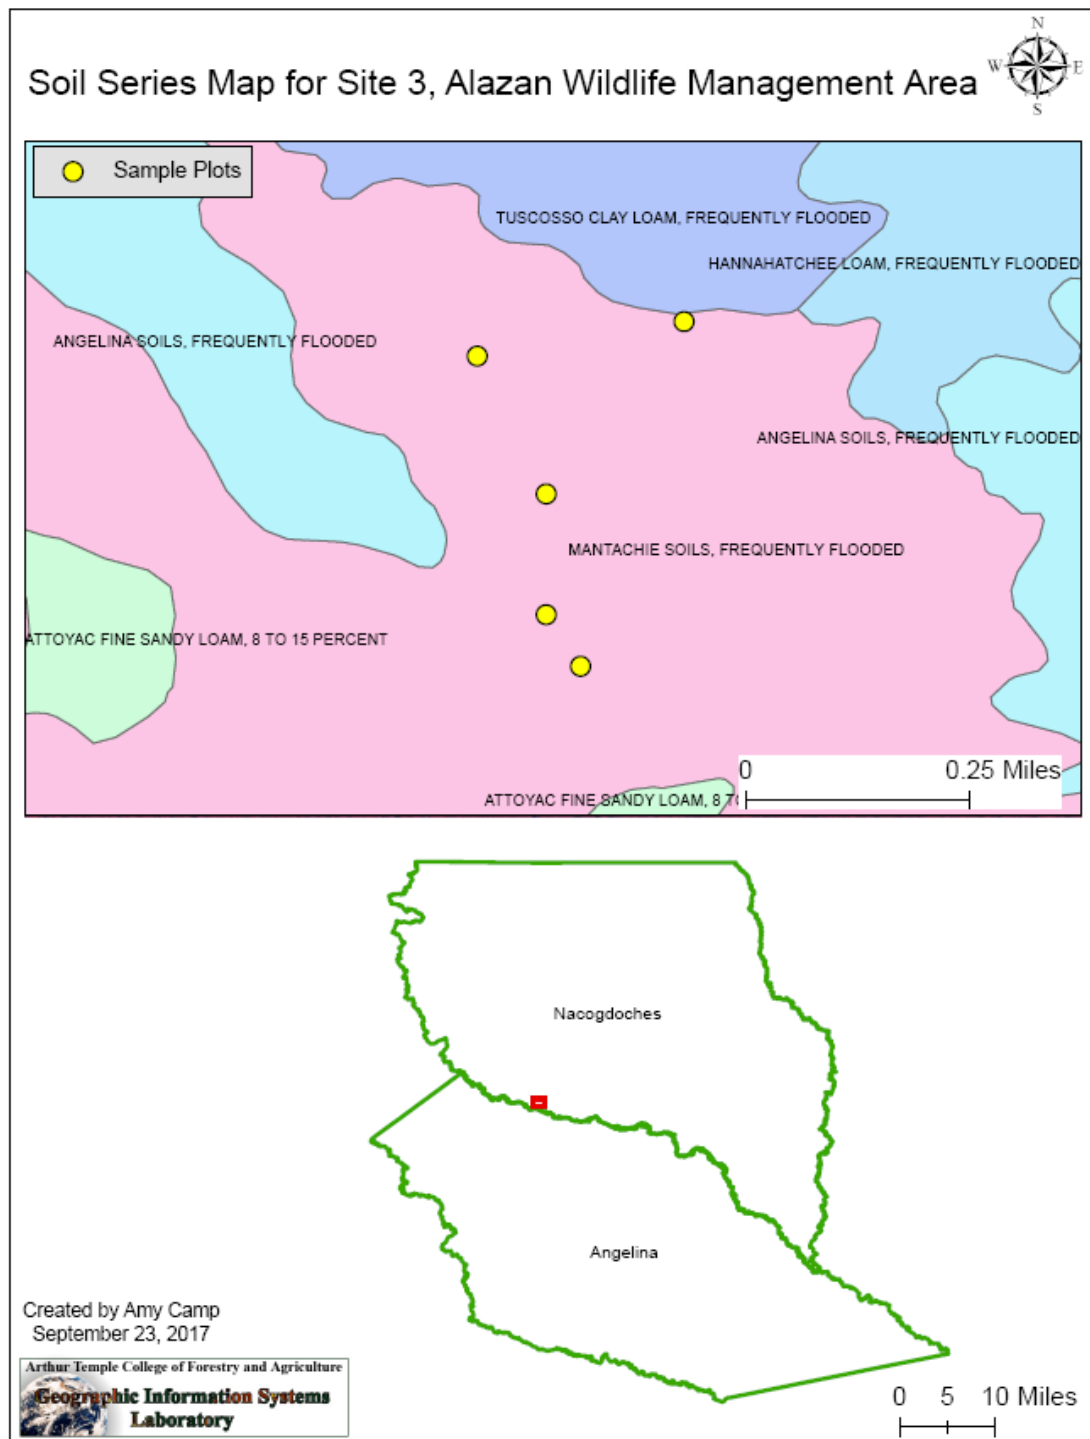 N
W E
S
Soil Series Map for Site 3, Alazan Wildlife Management Area
Sample Plots
TUSCOSSO CLAY LOAM, FREQUENTLY FLOODED
HANNAHATCHEE LOAM, FREQUENTLY FLOODED
ANGELINA SOILS, FREQUENTLY FLOODED
ANGELINA SOILS, FREQUENTLY FLOODED
MANTACHIE SOILS, FREQUENTLY FLOODED
ATTOYAC FINE SANDY LOAM, 8 TO 15 PERCENT
0 0.25 Miles
ATTOYAC FINE SANDY LOAM, 8 TO
Nacogdoches
Angelina
Created by Amy Camp
September 23, 2017
Arthur Temple College of Forestry and Agriculture
Geographic Information Systems
Laboratory
0 5 10 Miles